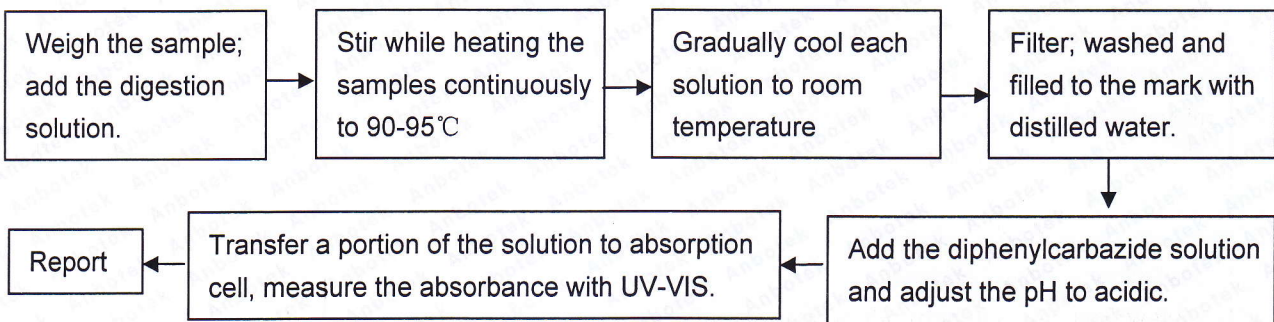 Weigh the sample;
add the digestion
solution.
Stir while heating the
samples continuously
to 90-95℃
Gradually cool each
solution to room
temperature
Filter; washed and
filled to the mark with
distilled water.
Add the diphenylcarbazide solution
and adjust the pH to acidic.
Transfer a portion of the solution to absorption
cell, measure the absorbance with UV-VIS.
Report
Anbotek